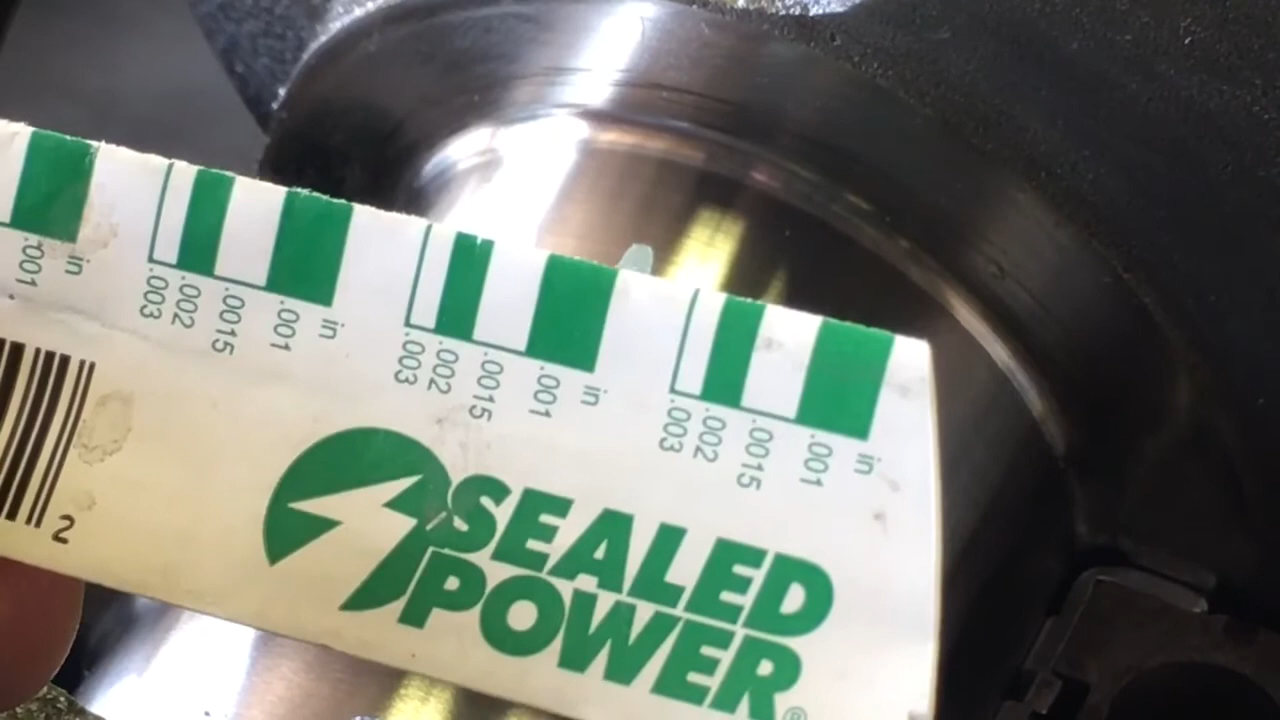 .001 in
.003 .002 .0015 .001 in
.003 .002 .0015 .001 in
.003 .002 .0015 .001 in
2
SEALED
POWER®